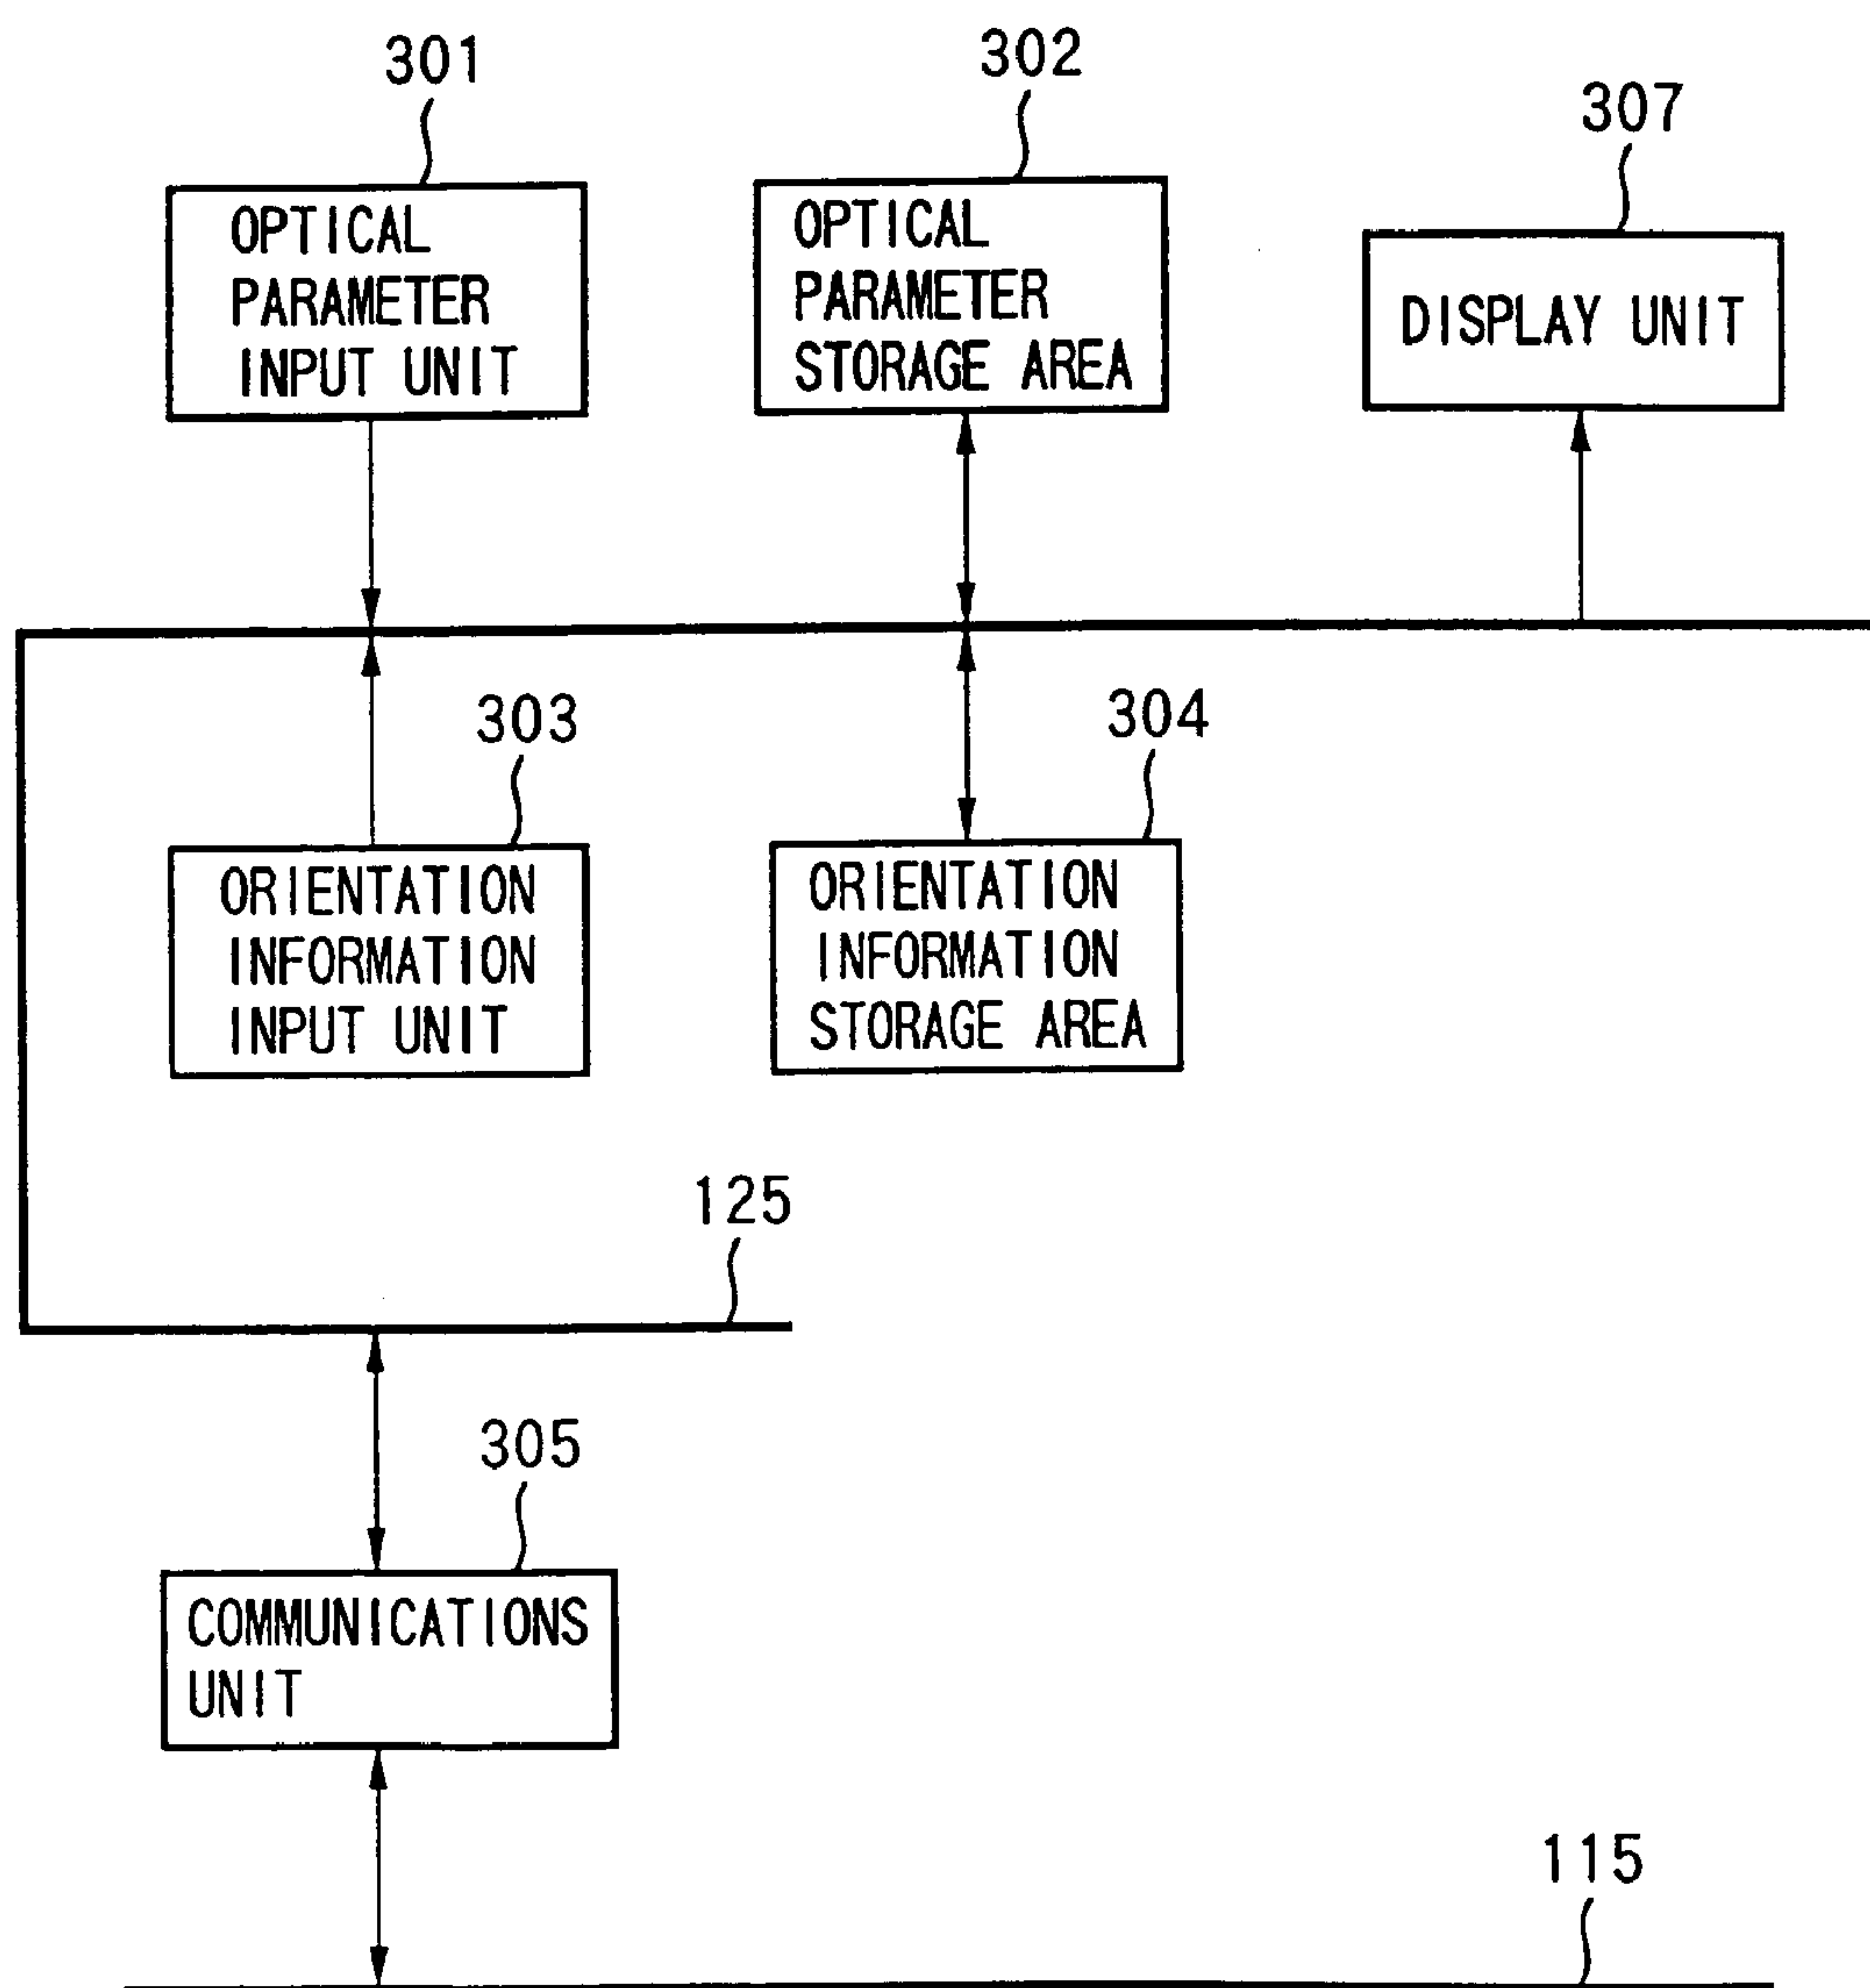 301
302
307
OPTICAL
PARAMETER
INPUT UNIT
OPTICAL
PARAMETER
STORAGE AREA
DISPLAY UNIT
303
304
ORIENTATION
INFORMATION
INPUT UNIT
ORIENTATION
INFORMATION
STORAGE AREA
125
305
COMMUNICATIONS
UNIT
115